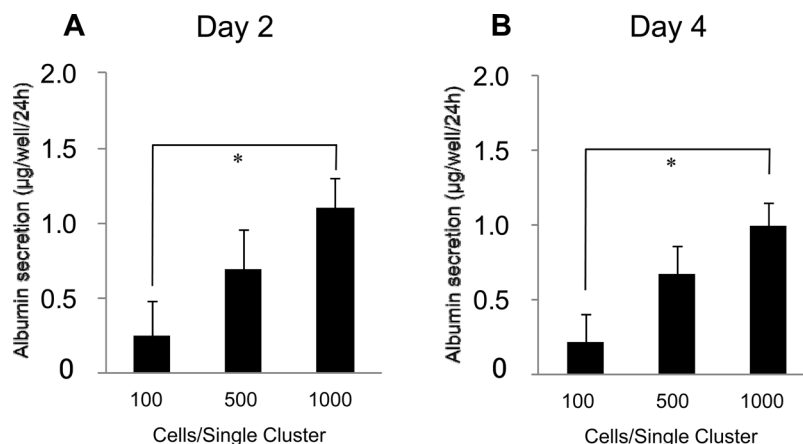 A Day 2
Albumin secretion (µg/well/24h)
2.0
1.5
1.0
0.5
0
*
100 500 1000
Cells/Single Cluster
B Day 4
Albumin secretion (µg/well/24h)
2.0
1.5
1.0
0.5
0
*
100 500 1000
Cells/Single Cluster